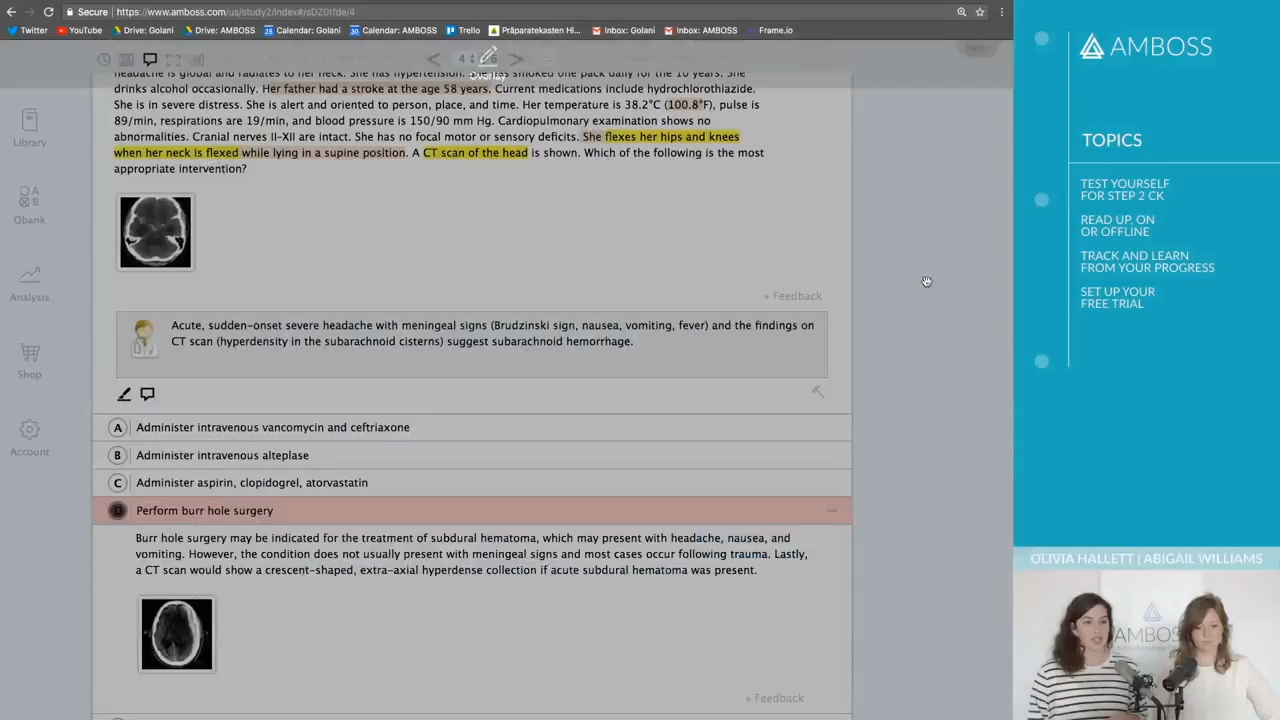 Secure
https://www.amboss.com/us/study2/index#/sDZ0tfde/4
Twitter
YouTube
Drive: Golani
Drive: AMBOSS
25 Calendar: Golani
30 Calendar: AMBOSS
Trello
Präparatekasten Hi...
Inbox: Golani
Inbox: AMBOSS
Frame.io
4
6
Overlay
headache is global and radiates to her neck. She has hypertension. She has smoked one pack daily for the 10 years. She
drinks alcohol occasionally. Her father had a stroke at the age 58 years. Current medications include hydrochlorothiazide.
She is in severe distress. She is alert and oriented to person, place, and time. Her temperature is 38.2°C (100.8°F), pulse is
89/min, respirations are 19/min, and blood pressure is 150/90 mm Hg. Cardiopulmonary examination shows no
abnormalities. Cranial nerves II-XII are intact. She has no focal motor or sensory deficits. She flexes her hips and knees
when her neck is flexed while lying in a supine position. A CT scan of the head is shown. Which of the following is the most
appropriate intervention?
» Feedback
Acute, sudden-onset severe headache with meningeal signs (Brudzinski sign, nausea, vomiting, fever) and the findings on
CT scan (hyperdensity in the subarachnoid cisterns) suggest subarachnoid hemorrhage.
A Administer intravenous vancomycin and ceftriaxone
B Administer intravenous alteplase
C Administer aspirin, clopidogrel, atorvastatin
D Perform burr hole surgery
Burr hole surgery may be indicated for the treatment of subdural hematoma, which may present with headache, nausea, and
vomiting. However, the condition does not usually present with meningeal signs and most cases occur following trauma. Lastly,
a CT scan would show a crescent-shaped, extra-axial hyperdense collection if acute subdural hematoma was present.
» Feedback
Library
A
B
Qbank
Analysis
Shop
Account
AMBOSS
TOPICS
TEST YOURSELF
FOR STEP 2 CK
READ UP, ON
OR OFFLINE
TRACK AND LEARN
FROM YOUR PROGRESS
SET UP YOUR
FREE TRIAL
OLIVIA HALLETT | ABIGAIL WILLIAMS
AMBOSS